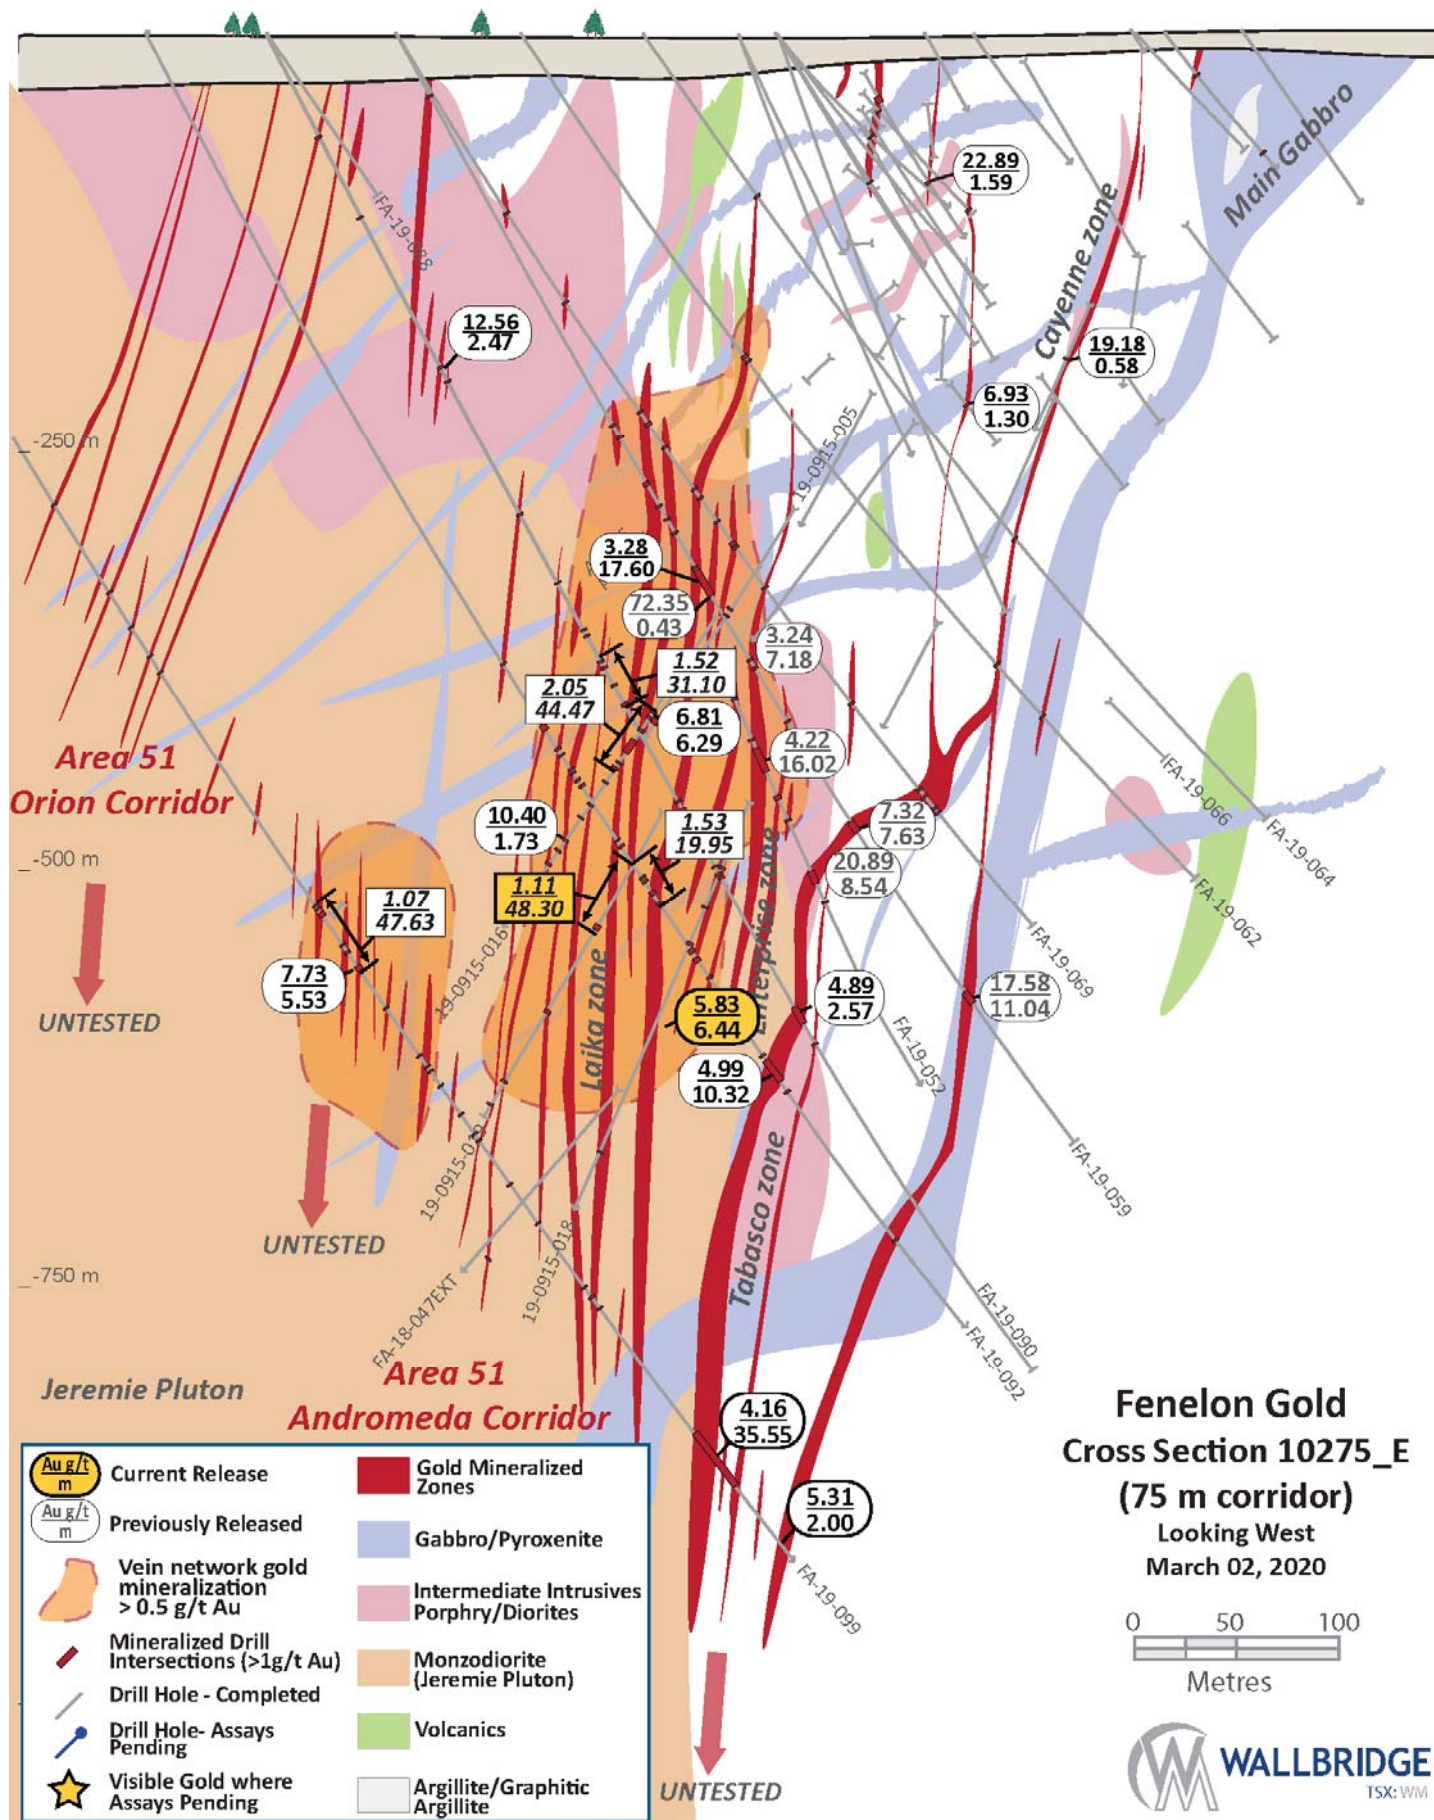 FA-19-088
22.89
1.59
Main Gabbro
Cayenne zone
12.56
2.47
19.18
0.58
6.93
1.30
-250 m
19-0915-005
3.28
17.60
72.35
0.43
3.24
7.18
1.52
31.10
2.05
44.47
6.81
6.29
4.22
16.02
Area 51
Orion Corridor
FA-19-066
FA-19-064
10.40
1.73
1.53
19.95
7.32
7.63
-500 m
20.89
8.54
1.11
48.30
Enterprise zone
FA-19-062
1.07
47.63
FA-19-069
19-0915-016
7.73
5.53
Laika zone
4.89
2.57
17.58
11.04
UNTESTED
5.83
6.44
FA-19-052
4.99
10.32
19-0915-019
Tabasco zone
FA-19-059
UNTESTED
-750 m
FA-18-047EXT
19-0915-018
FA-19-090
FA-19-092
Jeremie Pluton
Area 51
Andromeda Corridor
4.16
35.55
5.31
2.00
FA-19-099
UNTESTED
Au g/t
m
Current Release
Au g/t
m
Previously Released
Vein network gold
mineralization
> 0.5 g/t Au
Mineralized Drill
Intersections (>1g/t Au)
Drill Hole - Completed
Drill Hole- Assays
Pending
Visible Gold where
Assays Pending
Gold Mineralized
Zones
Gabbro/Pyroxenite
Intermediate Intrusives
Porphry/Diorites
Monzodiorite
(Jeremie Pluton)
Volcanics
Argillite/Graphitic
Argillite
Fenelon Gold
Cross Section 10275_E
(75 m corridor)
Looking West
March 02, 2020
0 50 100
Metres
WALLBRIDGE
TSX: WM